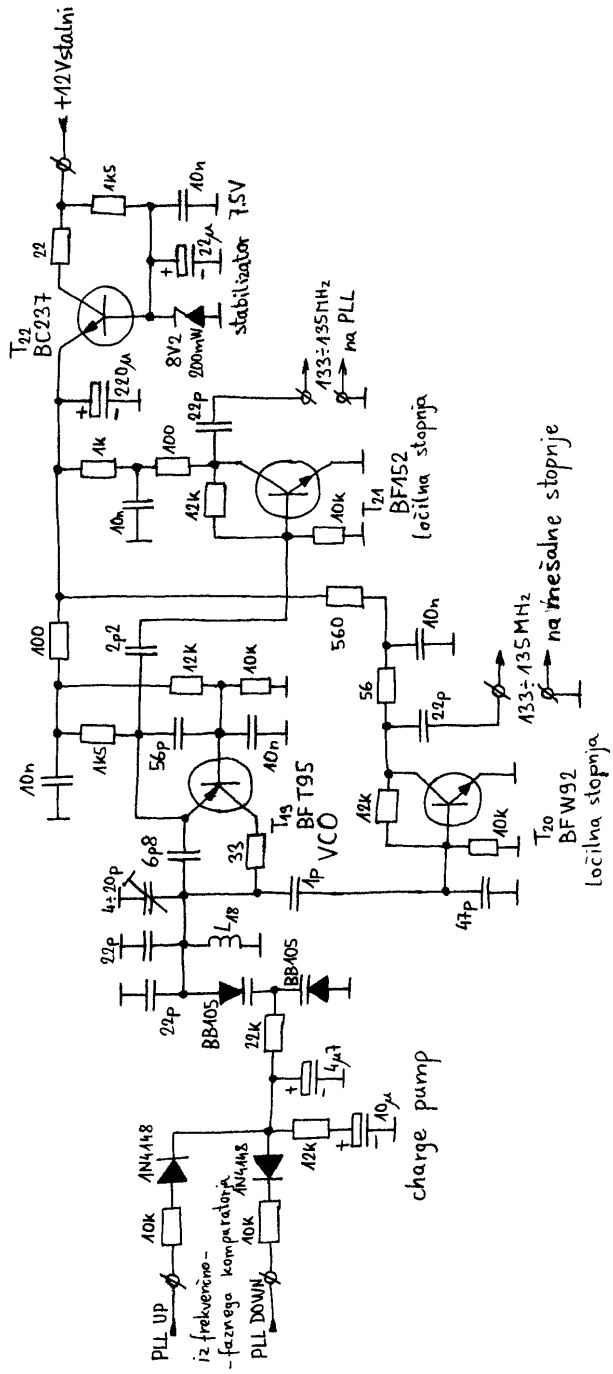 PLL UP
10k
1N4148
iz frekvenčno-
-faznega komparatorja
PLL DOWN
10k
1N4148
12k
+
-
10µ
charge pump
+
-
4µ7
22k
BB105
BB105
22p
22p
4÷20p
L18
6p8
33
T19
BFT95
VCO
10n
1k5
56p
10n
12k
10k
2p2
100
1p
47p
12k
10k
T20
BFW92
ločilna stopnja
56
22p
560
10n
133÷135MHz
na mešalne stopnje
10n
1k
100
12k
10k
T21
BF152
ločilna stopnja
22p
133÷135MHz
na PLL
+
-
220µ
T22
BC237
22
8V2
200mW
+
-
22µ
1k5
10n
stabilizator 7.5V
+12Vstalni